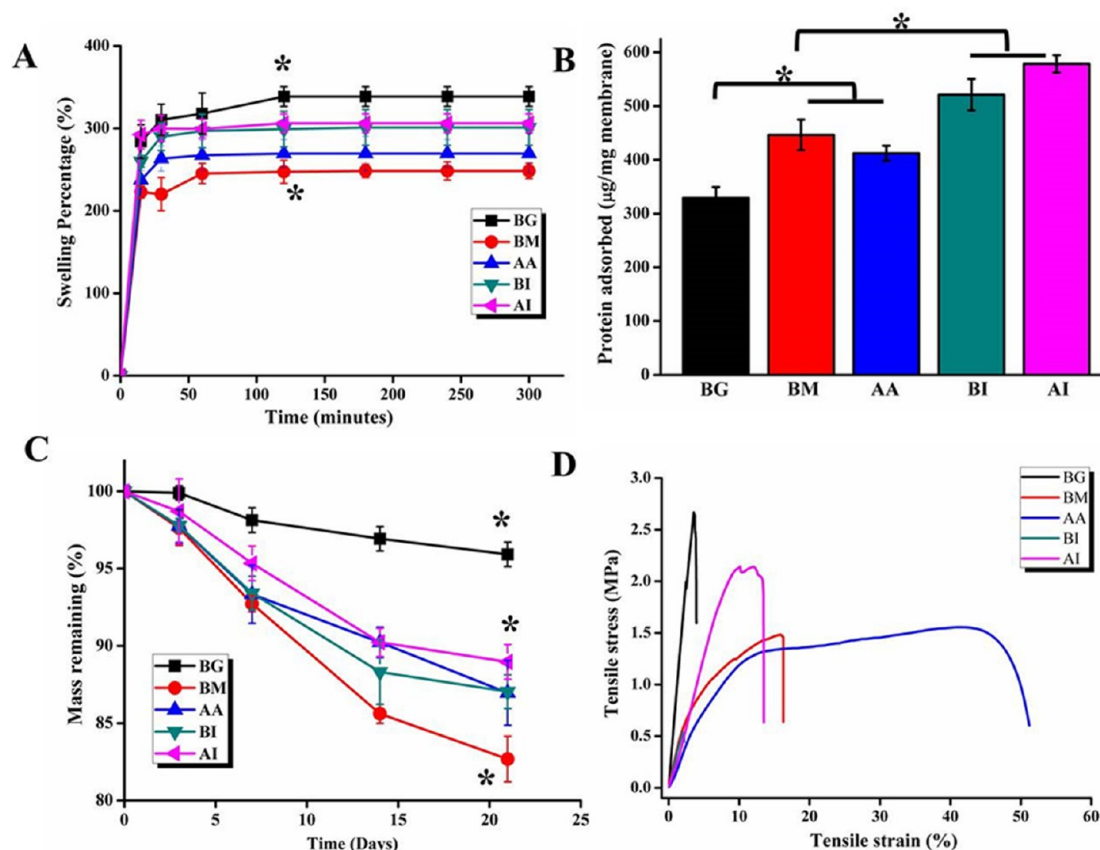 A
Swelling Percentage (%)
400
300
200
100
0
0 50 100 150 200 250 300
Time (minutes)
*
*
BG
BM
AA
BI
AI
B
Protein adsorbed (μg/mg membrane)
600
500
400
300
200
100
0
BG BM AA BI AI
*
*
C
Mass remaining (%)
100
95
90
85
80
0 5 10 15 20 25
Time (Days)
*
*
*
BG
BM
AA
BI
AI
D
Tensile stress (MPa)
3.0
2.5
2.0
1.5
1.0
0.5
0.0
0 10 20 30 40 50 60
Tensile strain (%)
BG
BM
AA
BI
AI